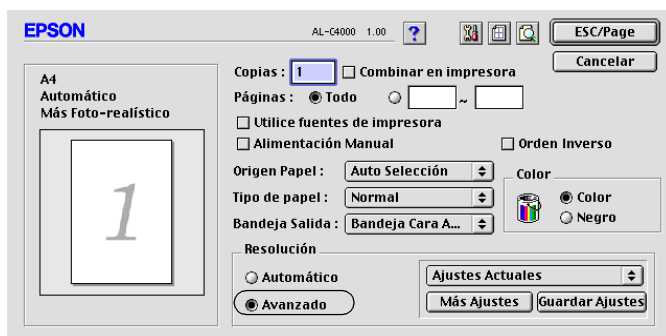 EPSON
AL-C4000 1.00
?
ESC/Page
Cancelar
A4
Automático
Más Foto-realístico
1
Copias : 1
Combinar en impresora
Páginas : Todo ~
Utilice fuentes de impresora
Alimentación Manual
Orden Inverso
Origen Papel : Auto Selección
Tipo de papel : Normal
Bandeja Salida : Bandeja Cara A...
Color
Color
Negro
Resolución
Automático
Avanzado
Ajustes Actuales
Más Ajustes
Guardar Ajustes